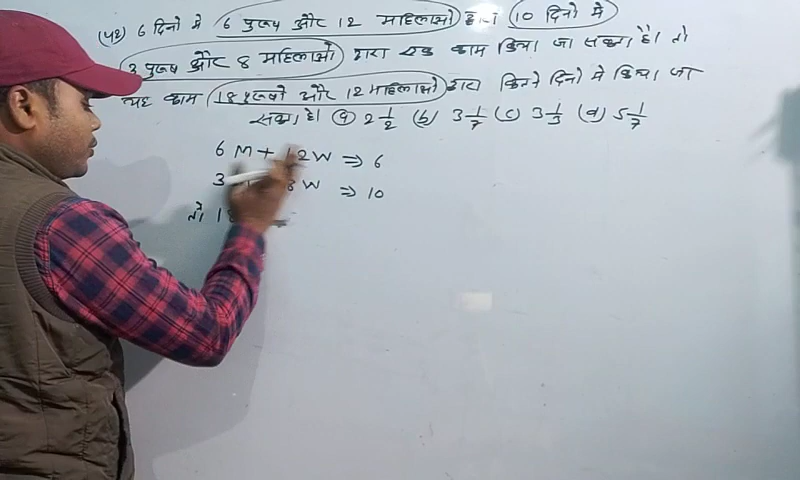 (प्र) 6 दिनो मे 6 पुरूष और 12 महिलाओ द्वारा 10 दिनो मे
3 पुरूष और 8 महिलाओ द्वारा एक काम किया जा सकता है। तो
वह काम 18 पुरूषो और 12 महिलाओ द्वारा कितने दिनो मे किया जा
सकता है। (a) 2 1/2 (b) 3 1/7 (c) 3 1/3 (d) 5 1/7
6 M + 12 W ⇒ 6
3 8 W ⇒ 10
तो 18